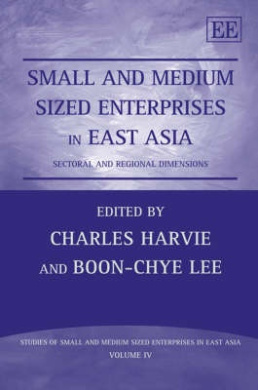 EE
SMALL AND MEDIUM
SIZED ENTERPRISES
IN EAST ASIA
SECTORAL AND REGIONAL DIMENSIONS
EDITED BY
CHARLES HARVIE
AND BOON-CHYE LEE
STUDIES OF SMALL AND MEDIUM SIZED ENTERPRISES IN EAST ASIA
VOLUME IV